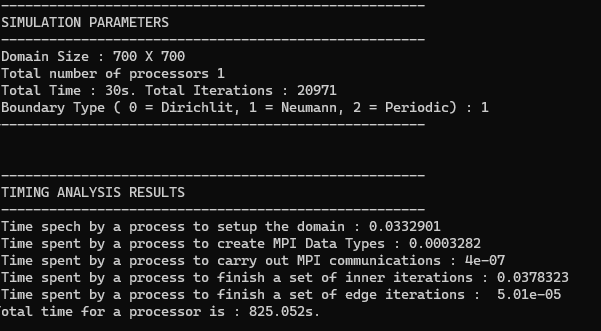 ----------------------------------------------------
SIMULATION PARAMETERS
----------------------------------------------------
Domain Size : 700 X 700
Total number of processors 1
Total Time : 30s. Total Iterations : 20971
Boundary Type ( 0 = Dirichlit, 1 = Neumann, 2 = Periodic) : 1
----------------------------------------------------
----------------------------------------------------
TIMING ANALYSIS RESULTS
----------------------------------------------------
Time spech by a process to setup the domain : 0.0332901
Time spent by a process to create MPI Data Types : 0.0003282
Time spent by a process to carry out MPI communications : 4e-07
Time spent by a process to finish a set of inner iterations : 0.0378323
Time spent by a process to finish a set of edge iterations :  5.01e-05
otal time for a processor is : 825.052s.